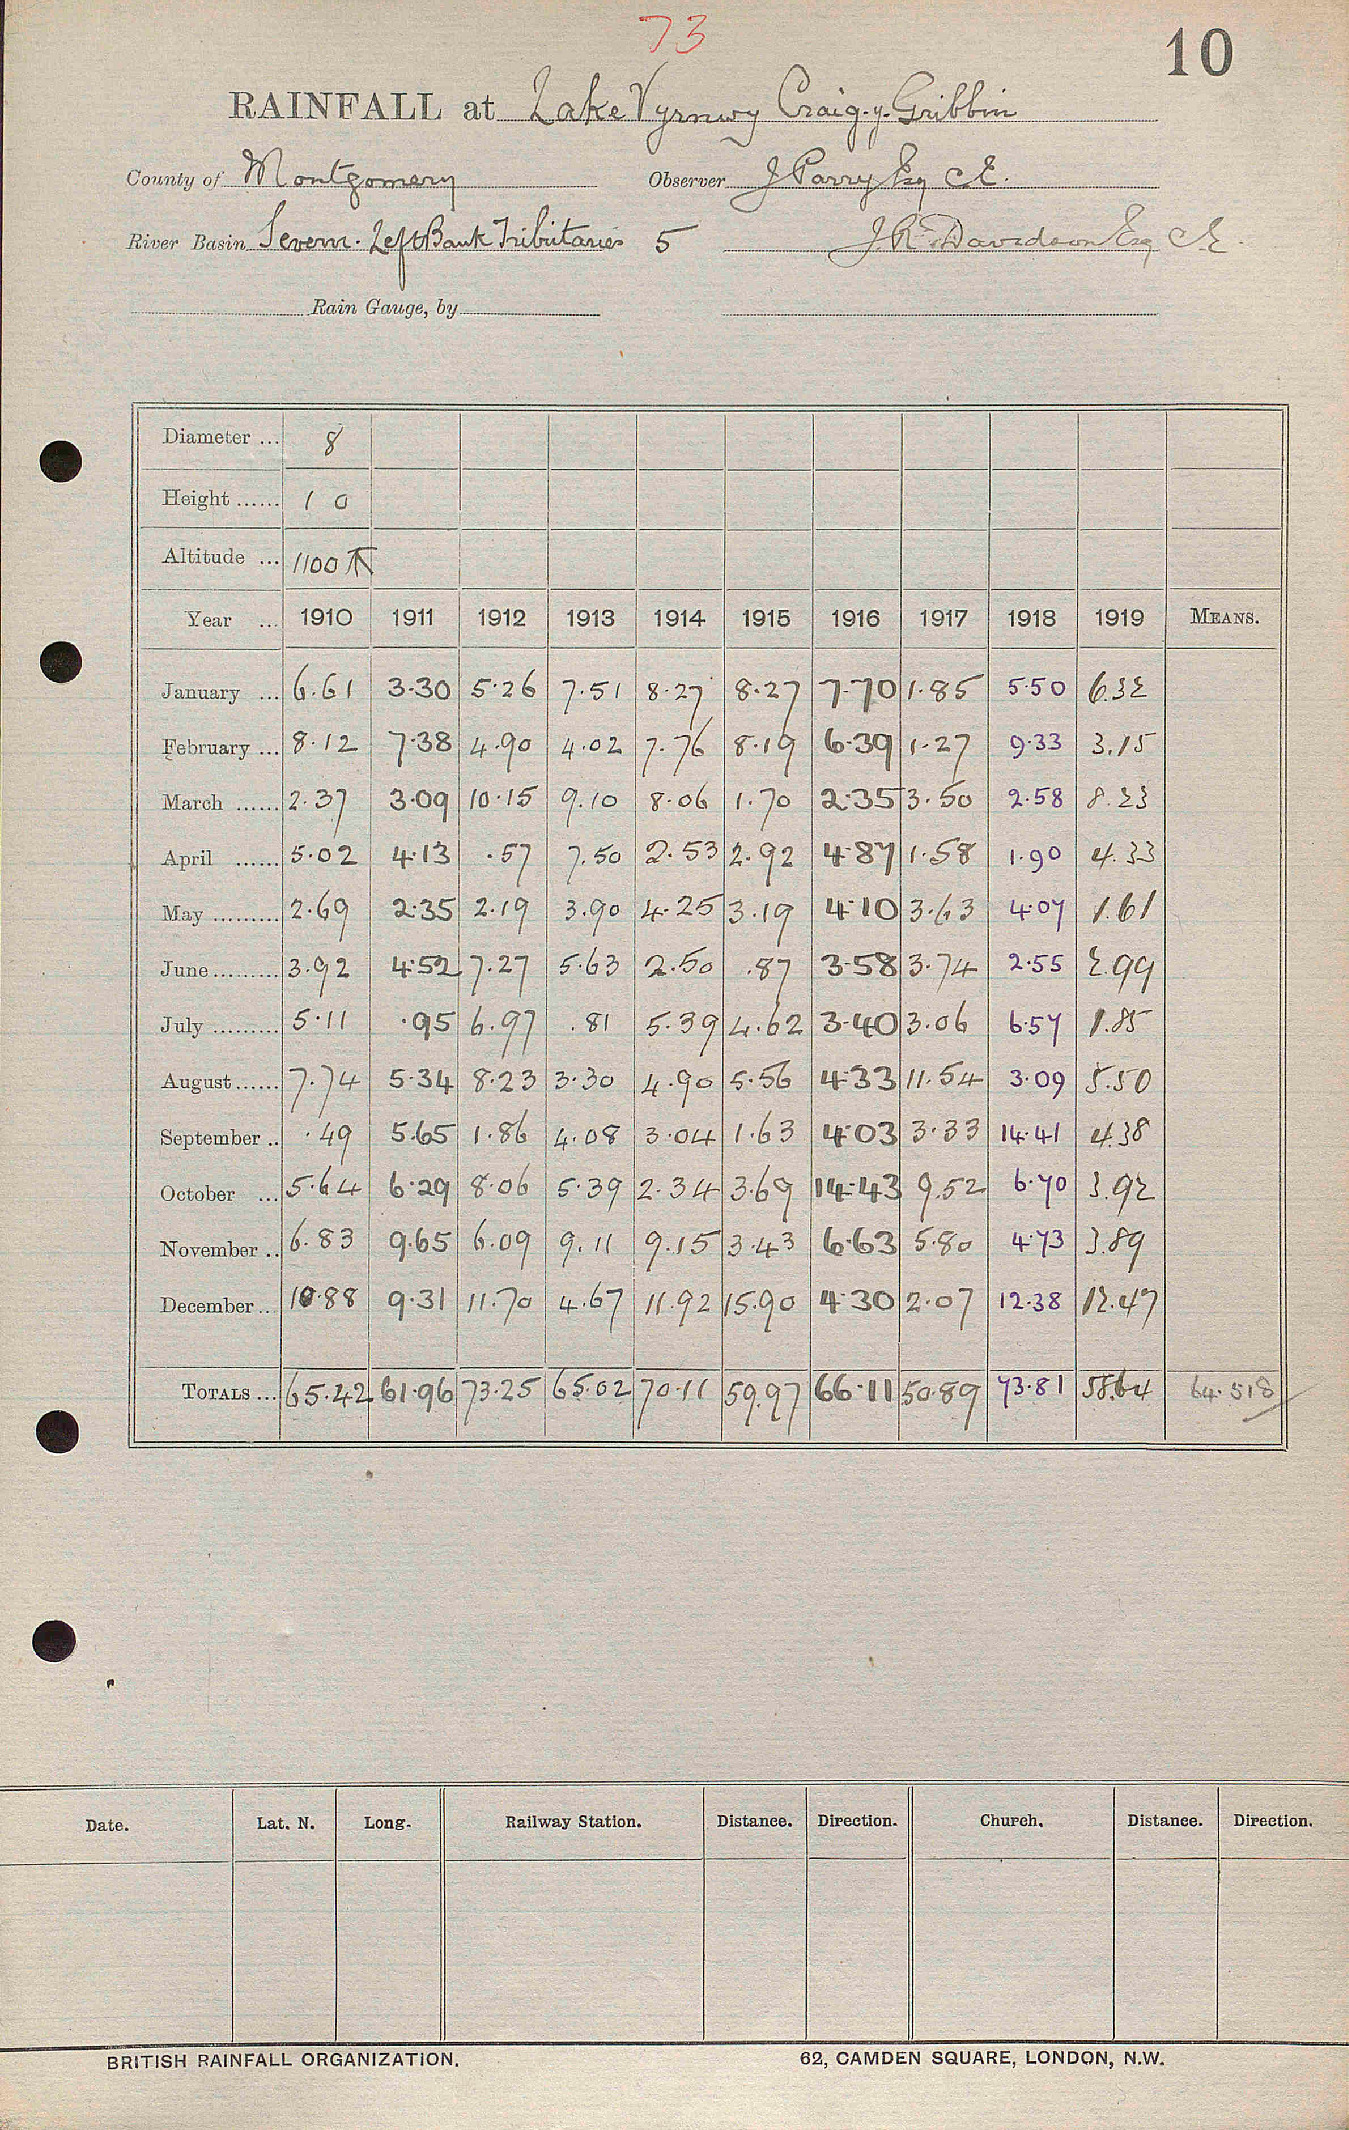 73
10
RAINFALL at Lake Vyrnwy Craig-y-Gribbin
County of Montgomery Observer J Parry Esq C.E.
River Basin Severn. Left Bank Tributaries 5 J.R. Davidson Esq C.E.
Rain Gauge, by
Diameter ... 8
Height ...... 1 0
Altitude ... 1100 ft
Year ... 1910 1911 1912 1913 1914 1915 1916 1917 1918 1919 MEANS.
January ... 6.61 3.30 5.26 7.51 8.27 8.27 7.70 1.85 5.50 6.32
February ... 8.12 7.38 4.90 4.02 7.76 8.19 6.39 1.27 9.33 3.15
March ...... 2.37 3.09 10.15 9.10 8.06 1.70 2.35 3.50 2.58 8.23
April ...... 5.02 4.13 .57 7.50 2.53 2.92 4.87 1.58 1.90 4.33
May ......... 2.69 2.35 2.19 3.90 4.25 3.19 4.10 3.63 4.07 1.61
June ......... 3.92 4.52 7.27 5.63 2.50 .87 3.58 3.74 2.55 2.99
July ......... 5.11 .95 6.97 .81 5.39 4.62 3.40 3.06 6.57 1.85
August ...... 7.74 5.34 8.23 3.30 4.90 5.56 4.33 11.54 3.09 5.50
September .. .49 5.65 1.86 4.08 3.04 1.63 4.03 3.33 14.41 4.38
October ... 5.64 6.29 8.06 5.39 2.34 3.69 14.43 9.52 6.70 3.92
November .. 6.83 9.65 6.09 9.11 9.15 3.43 6.63 5.80 4.73 3.89
December ... 10.88 9.31 11.70 4.67 11.92 15.90 4.30 2.07 12.38 12.47
TOTALS ... 65.42 61.96 73.25 65.02 70.11 59.97 66.11 50.89 73.81 58.64 64.518
Date. Lat. N. Long. Railway Station. Distance. Direction. Church. Distance. Direction.
BRITISH RAINFALL ORGANIZATION. 62, CAMDEN SQUARE, LONDON, N.W.